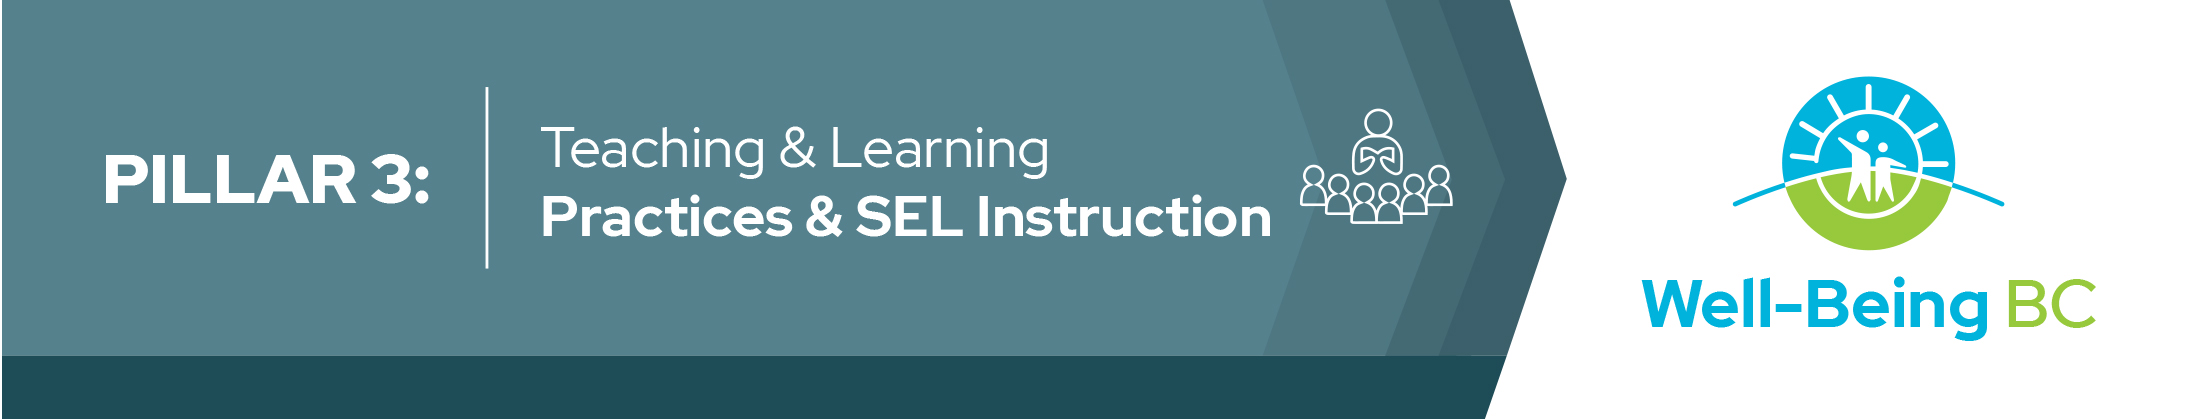 PILLAR 3:
Teaching & Learning
Practices & SEL Instruction
Well-Being BC